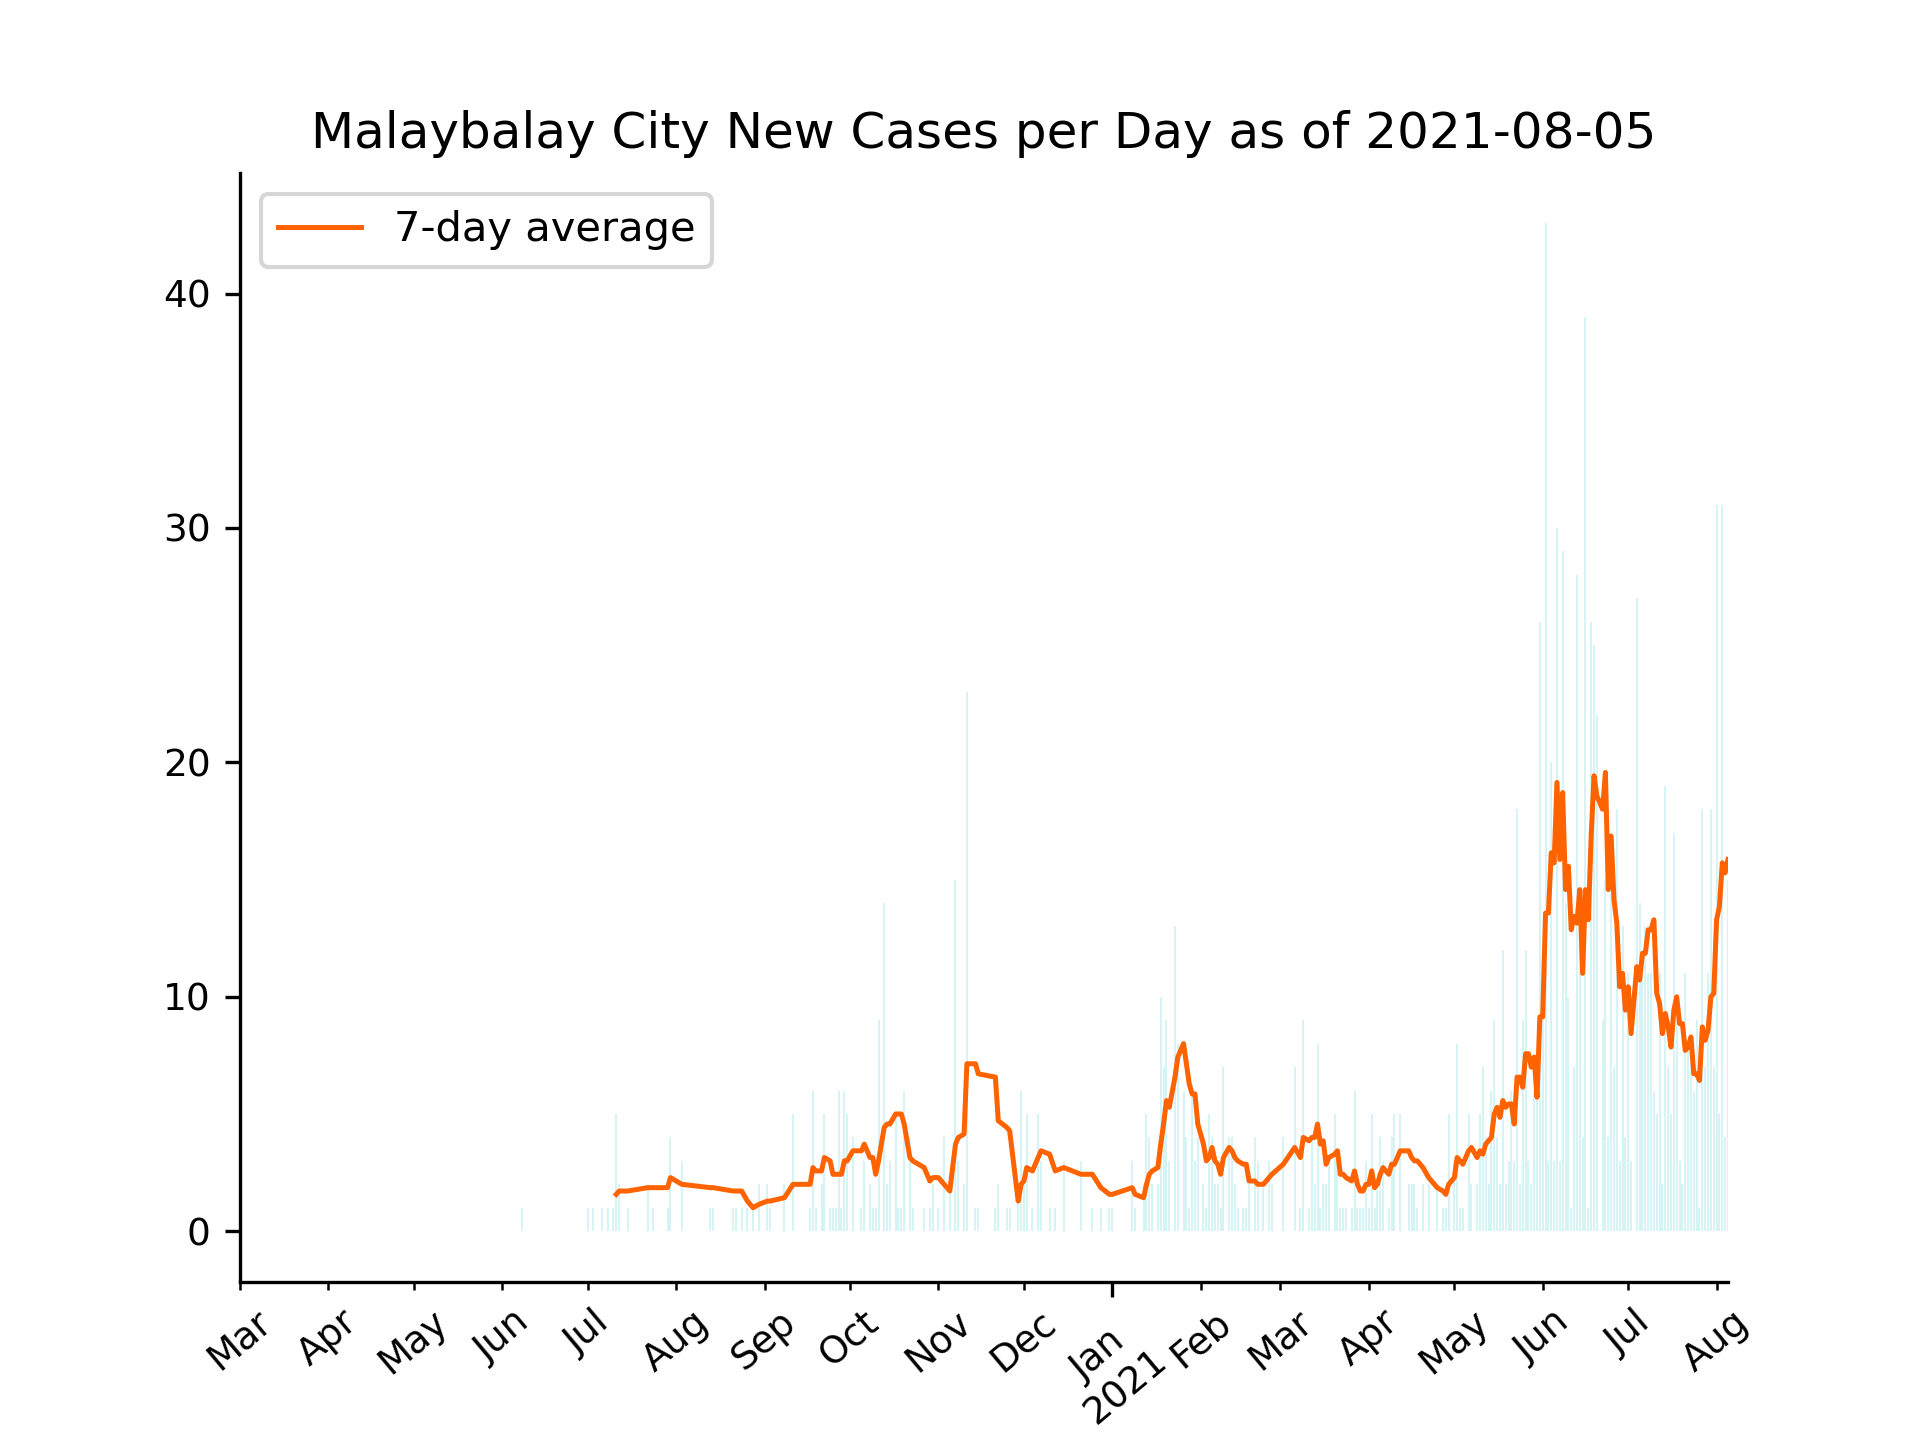 Malaybalay City New Cases per Day as of 2021-08-05
7-day average
40
30
20
10
0
Mar Apr May Jun Jul Aug Sep Oct Nov Dec Jan Feb Mar Apr May Jun Jul Aug
2021